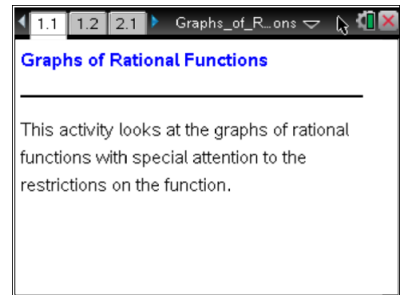 1.1 1.2 2.1 Graphs_of_R...ons
Graphs of Rational Functions
This activity looks at the graphs of rational
functions with special attention to the
restrictions on the function.